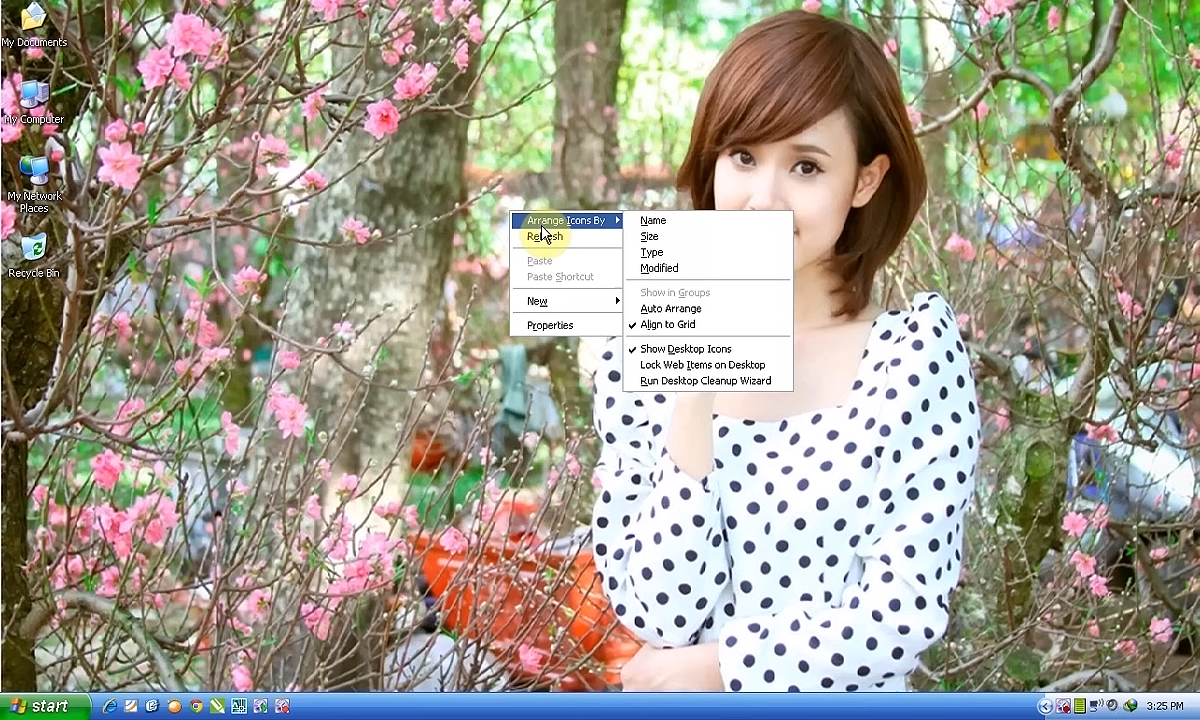 My Documents
My Computer
My Network
Places
Recycle Bin
Arrange Icons By
Refresh
Paste
Paste Shortcut
New
Properties
Name
Size
Type
Modified
Show in Groups
Auto Arrange
Align to Grid
Show Desktop Icons
Lock Web Items on Desktop
Run Desktop Cleanup Wizard
start
3:25 PM